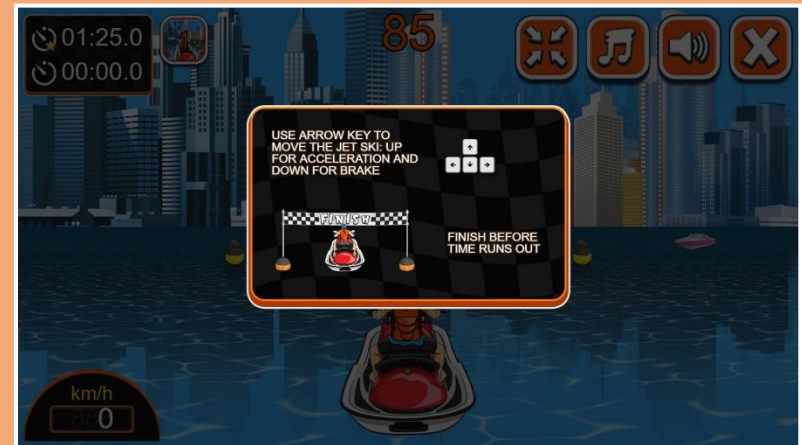 01:25.0
00:00.0
1
85
USE ARROW KEY TO
MOVE THE JET SKI: UP
FOR ACCELERATION AND
DOWN FOR BRAKE
FINISH
FINISH BEFORE
TIME RUNS OUT
km/h
0